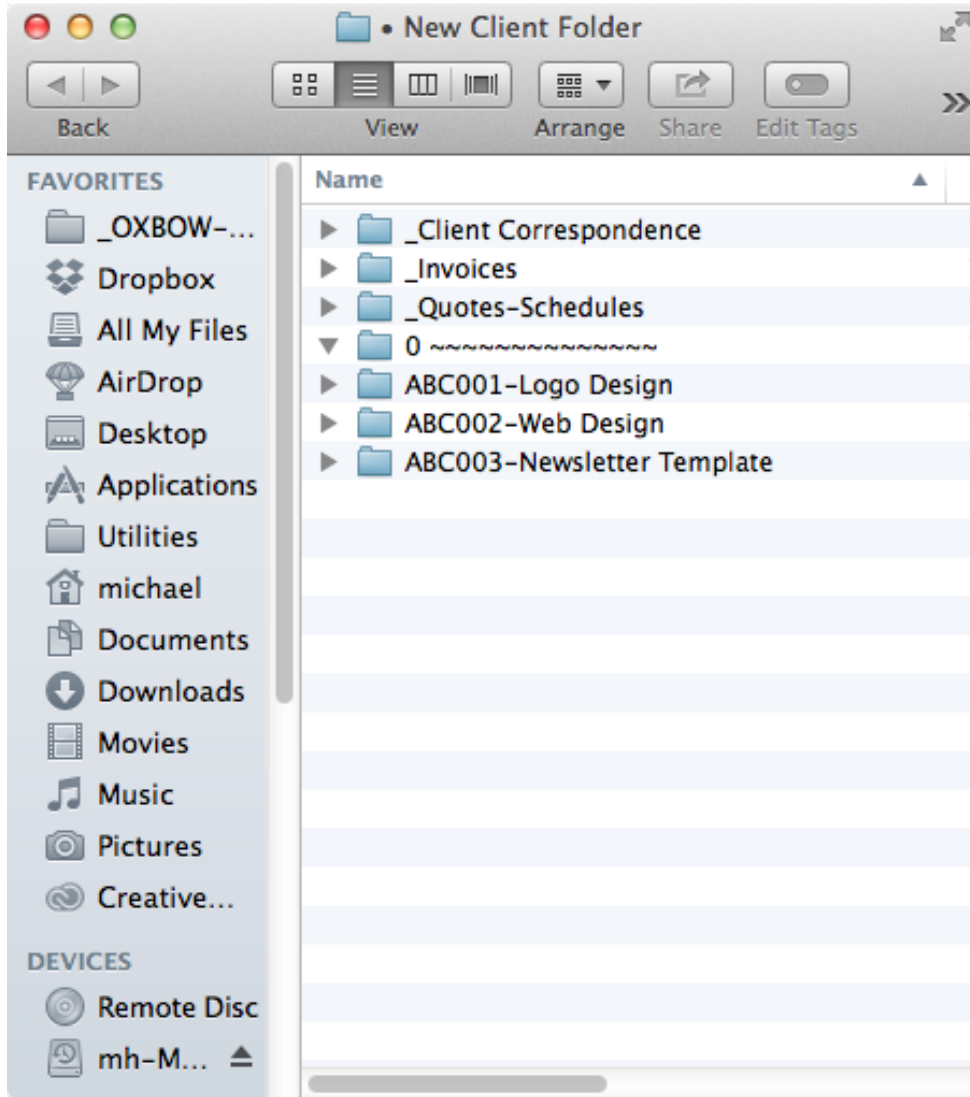 • New Client Folder
Back View Arrange Share Edit Tags
FAVORITES
_OXBOW-...
Dropbox
All My Files
AirDrop
Desktop
Applications
Utilities
michael
Documents
Downloads
Movies
Music
Pictures
Creative...
DEVICES
Remote Disc
mh-M...
Name
_Client Correspondence
_Invoices
_Quotes-Schedules
0 ~~~~~~~~~~~~~~
ABC001-Logo Design
ABC002-Web Design
ABC003-Newsletter Template